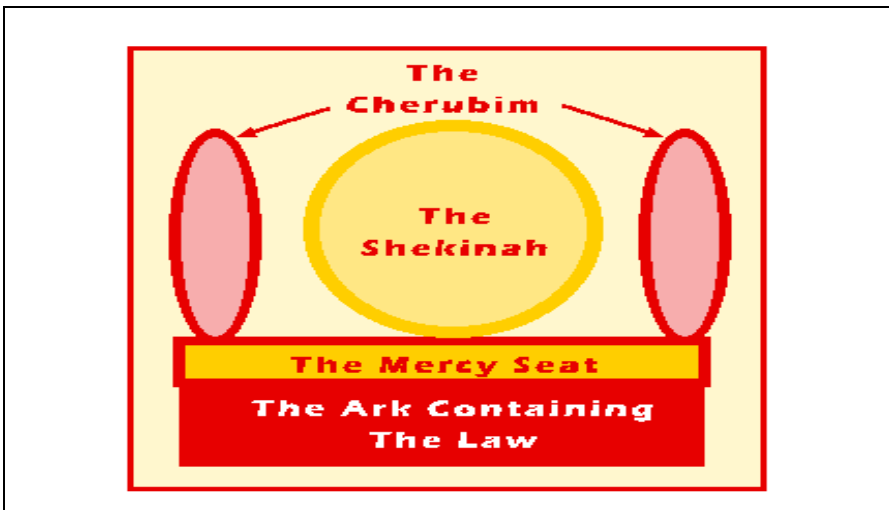 The
Cherubim
The
Shekinah
The Mercy Seat
The Ark Containing
The Law